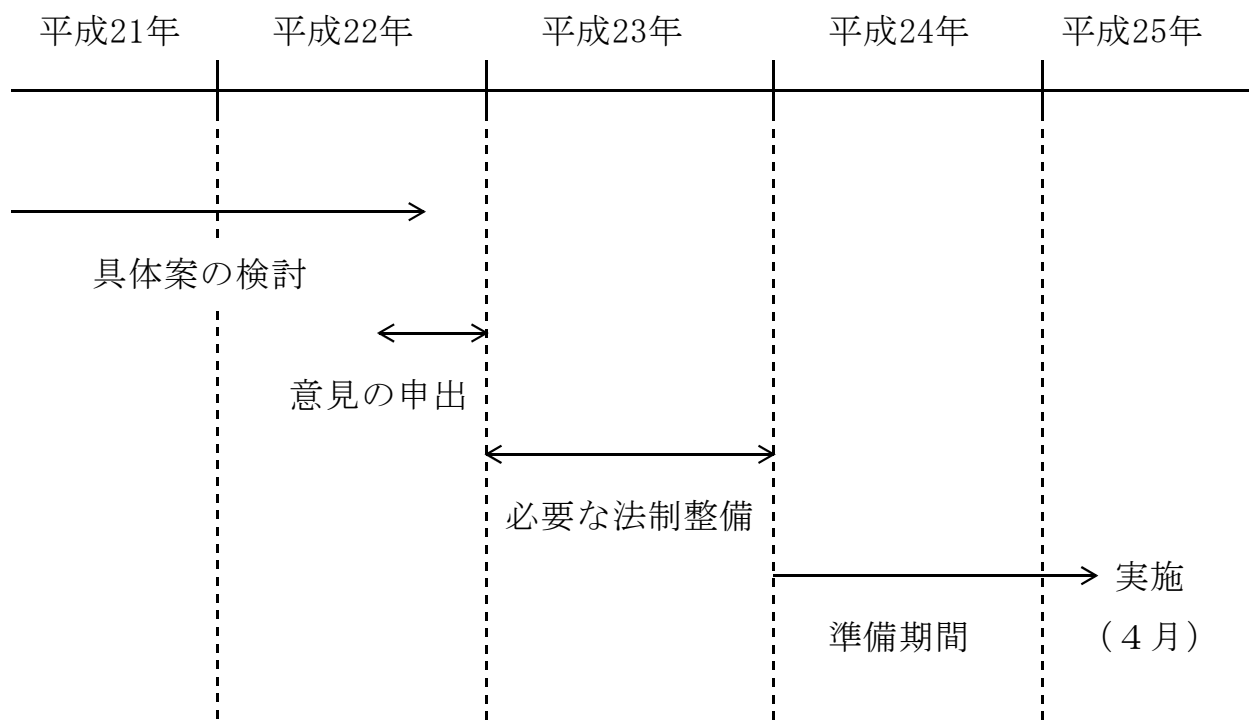 平成21年 平成22年 平成23年 平成24年 平成25年
具体案の検討
意見の申出
必要な法制整備
実施
準備期間 （４月）